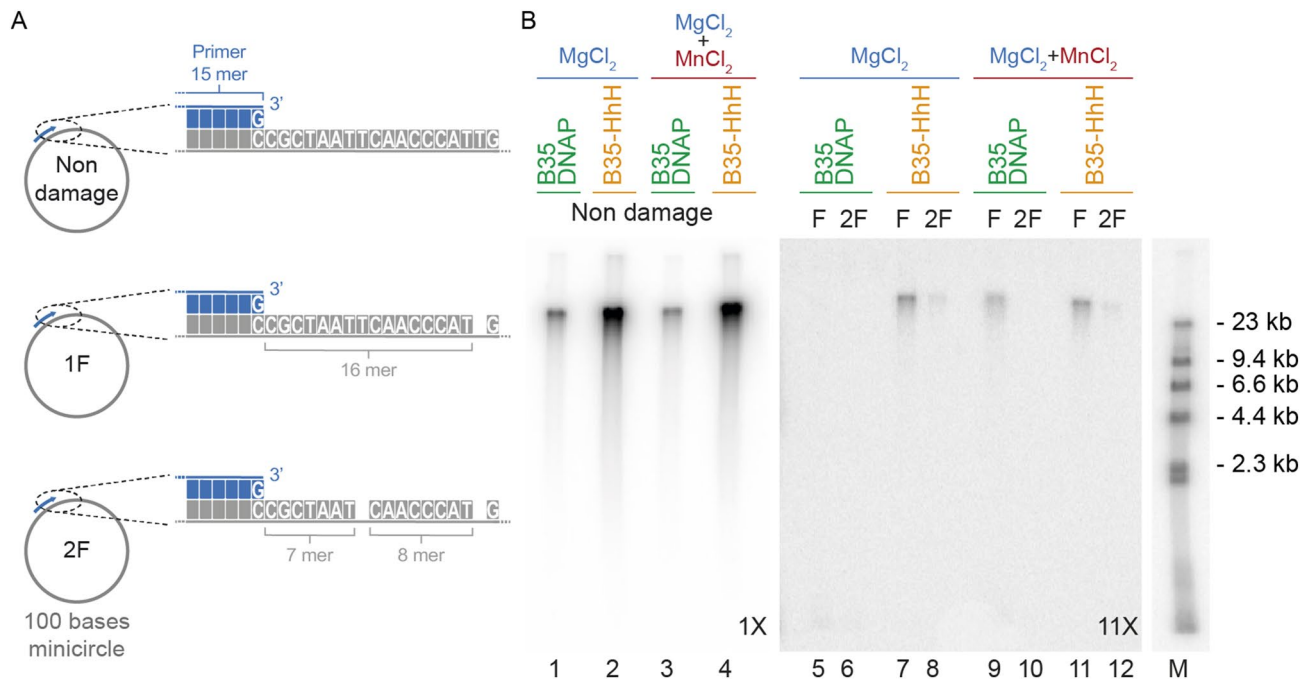 A
Primer
15 mer
3'
G
CCGCTAATTCAACCCATTG
Non
damage
3'
G
CCGCTAATTCAACCCAT G
16 mer
1F
3'
G
CCGCTAAT CAACCCAT G
7 mer 8 mer
2F
100 bases
minicircle
B
MgCl2
MgCl2
+
MnCl2
MgCl2
MgCl2+MnCl2
B35
DNAP
B35-HhH
B35
DNAP
B35-HhH
B35
DNAP
B35-HhH
B35
DNAP
B35-HhH
Non damage
F 2F F 2F F 2F F 2F
- 23 kb
- 9.4 kb
- 6.6 kb
- 4.4 kb
- 2.3 kb
1X
11X
1 2 3 4 5 6 7 8 9 10 11 12 M